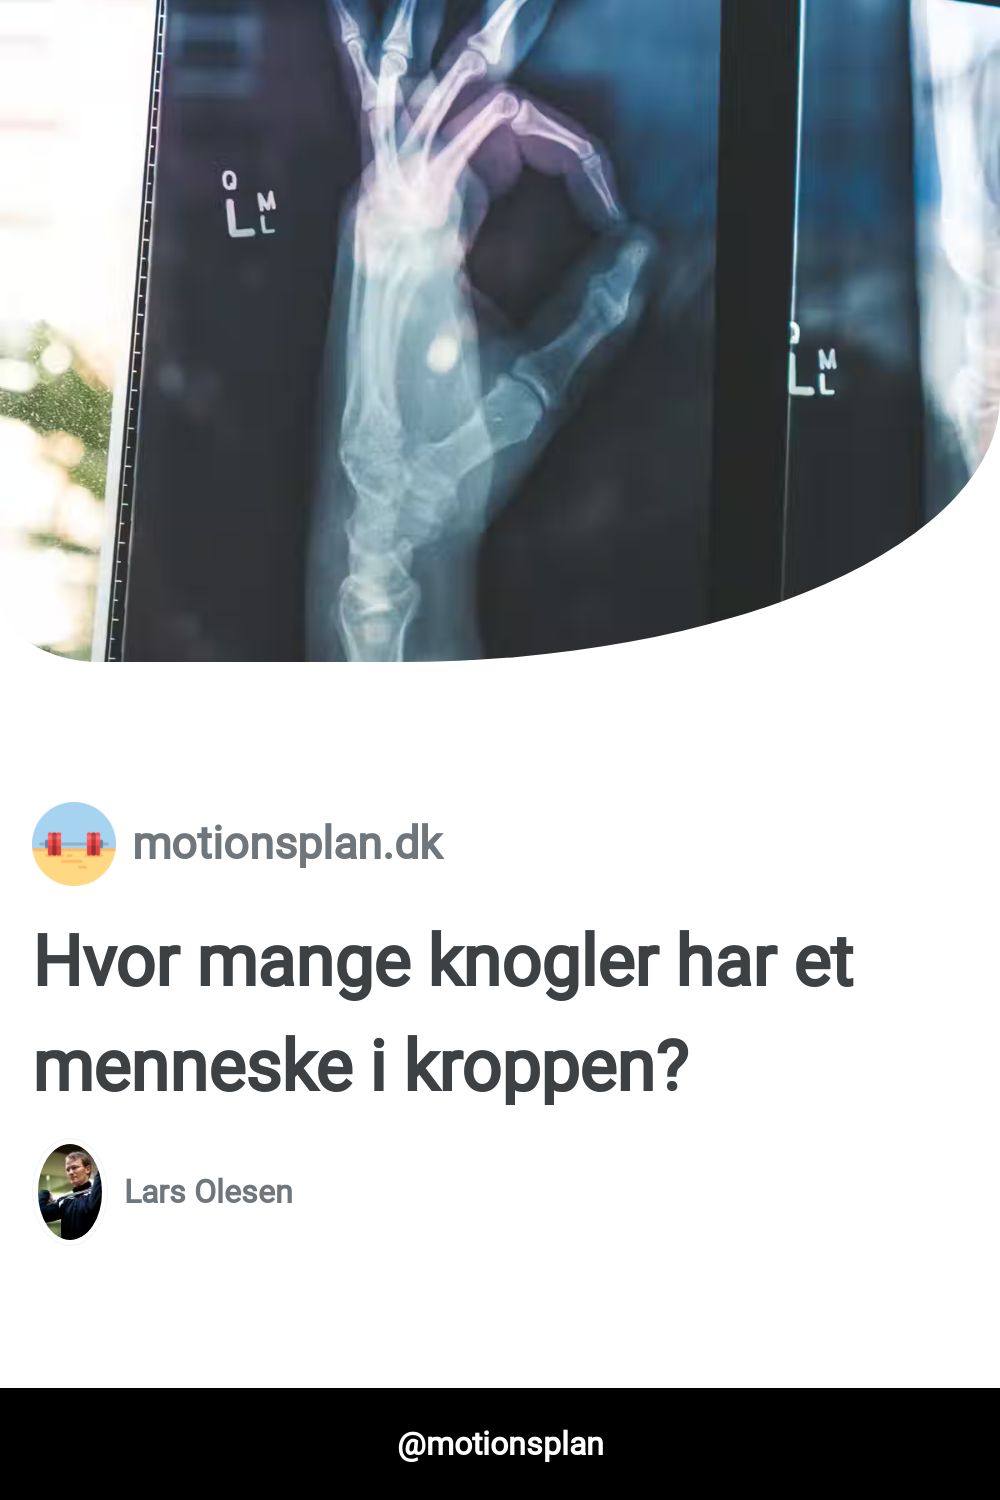 Q
L M
L
Q
L M
L
motionsplan.dk
Hvor mange knogler har et
menneske i kroppen?
Lars Olesen
@motionsplan